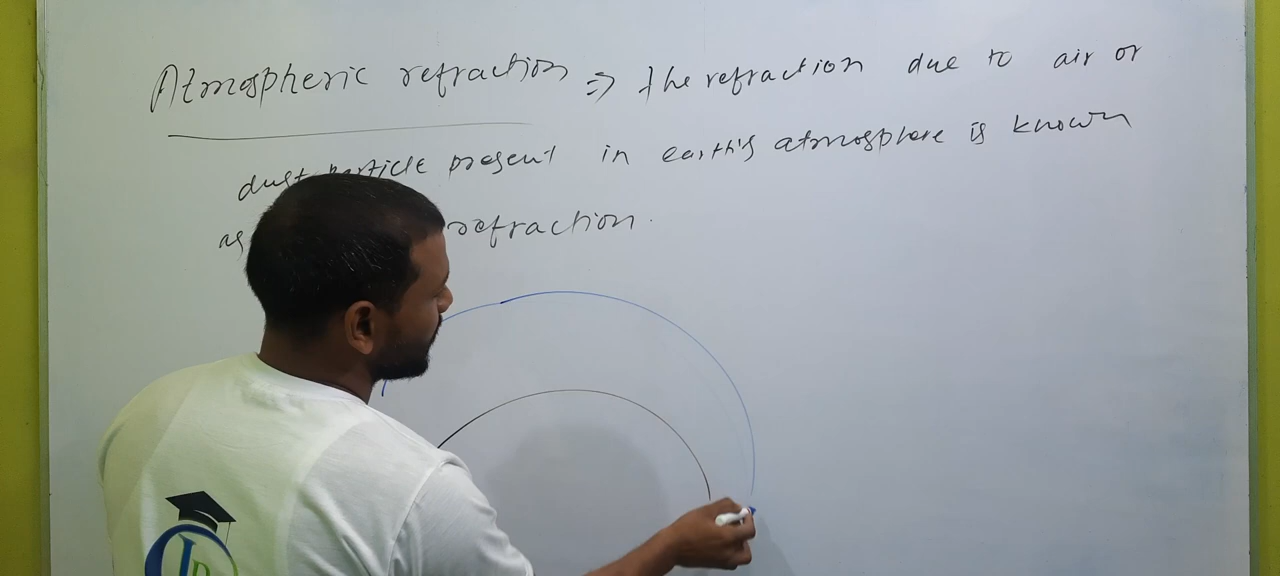 Atmospheric refraction ⇒ the refraction due to air or
dust particle present in earth's atmosphere is known
as refraction.